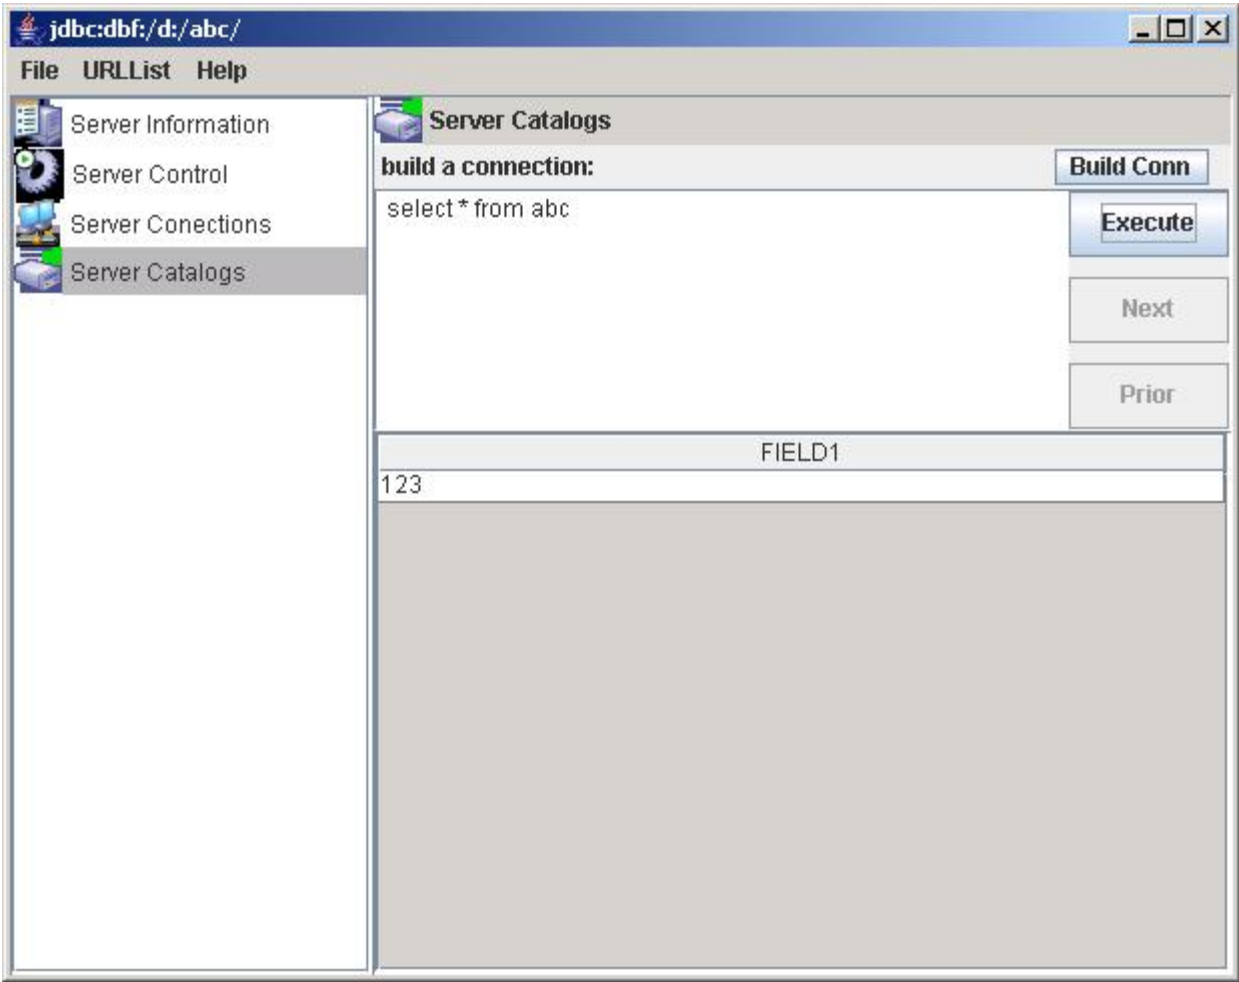 jdbc:dbf:/d:/abc/
File URLList Help
Server Information
Server Control
Server Conections
Server Catalogs
Server Catalogs
build a connection:
Build Conn
select * from abc
Execute
Next
Prior
FIELD1
123